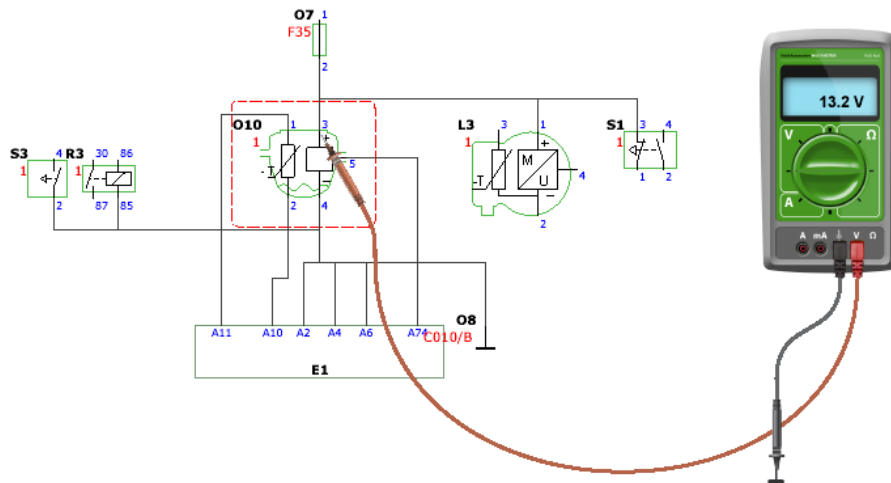 O7
1
F35
2
13.2 V
V
Ω
A
A mA V Ω
O10
1
1
3
+
5
-T
2
4
L3
1
3
1
+
-T
M
U
4
2
S1
1
3
4
1
2
S3
1
4
2
R3
1
30
86
87
85
A11
A10
A2
A4
A6
A74
C010/B
O8
E1